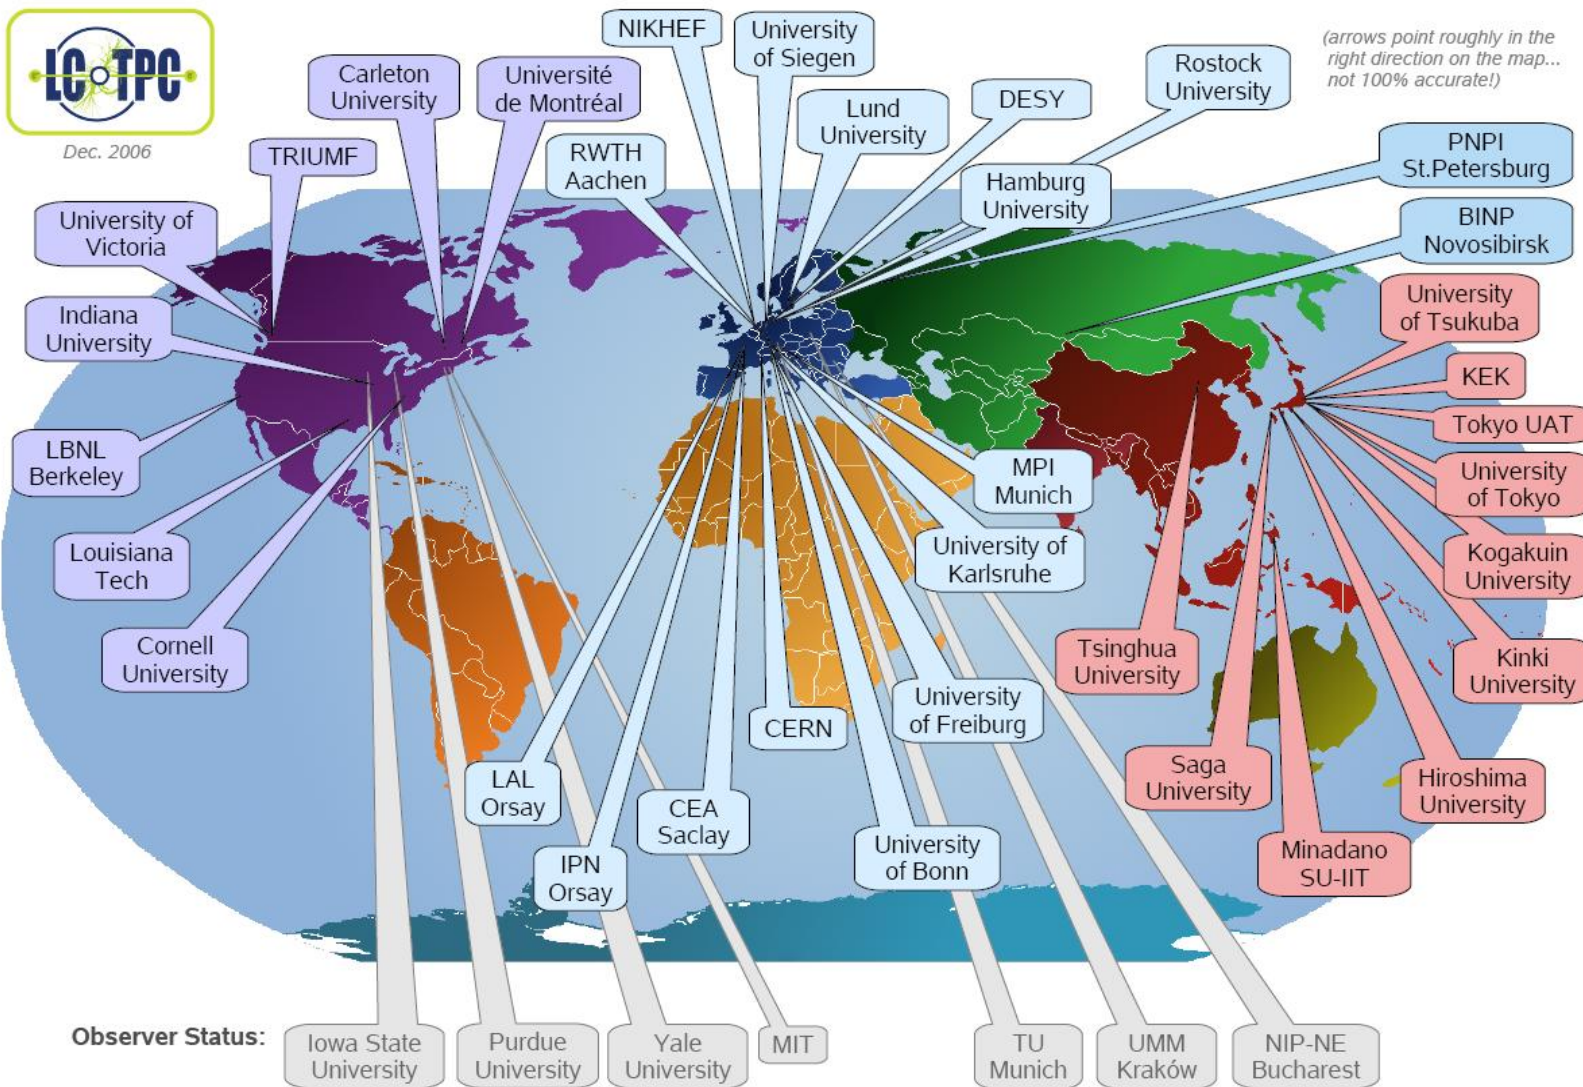 LC TPC
Dec. 2006
(arrows point roughly in the
right direction on the map...
not 100% accurate!)
NIKHEF
University
of Siegen
Carleton
University
Université
de Montréal
Lund
University
DESY
Rostock
University
TRIUMF
RWTH
Aachen
Hamburg
University
PNPI
St.Petersburg
University of
Victoria
BINP
Novosibirsk
Indiana
University
University
of Tsukuba
KEK
LBNL
Berkeley
Tokyo UAT
MPI
Munich
University
of Tokyo
Louisiana
Tech
University of
Karlsruhe
Kogakuin
University
Cornell
University
Tsinghua
University
Kinki
University
CERN
University
of Freiburg
LAL
Orsay
CEA
Saclay
Saga
University
Hiroshima
University
IPN
Orsay
University
of Bonn
Minadano
SU-IIT
Observer Status:
Iowa State
University
Purdue
University
Yale
University
MIT
TU
Munich
UMM
Kraków
NIP-NE
Bucharest